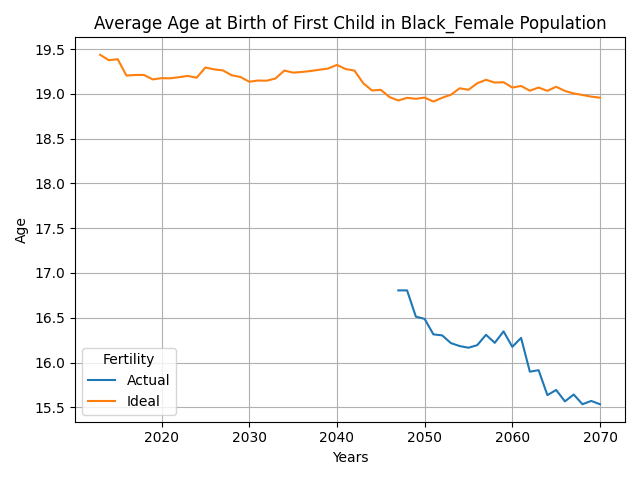 Average Age at Birth of First Child in Black_Female Population
19.5
19.0
18.5
18.0
17.5
17.0
16.5
16.0
15.5
Age
Fertility
Actual
Ideal
2020 2030 2040 2050 2060 2070
Years